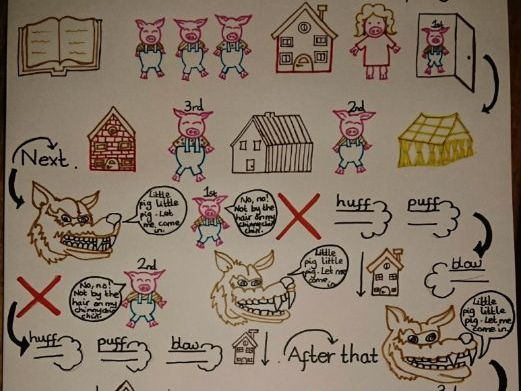 1st
2nd
3rd
Next
Little
pig little
pig - Let
me, come
in.
1st
No, no!
Not by the
hair on my
chinny chin
chin.
huff
puff
blow
Little
pig little
pig - Let me
come in.
2nd
No, no!
Not by the
hair on my
chinny chin
chin.
huff
puff
blow
After that
Little pig
little pig
pig - Let me
come in.